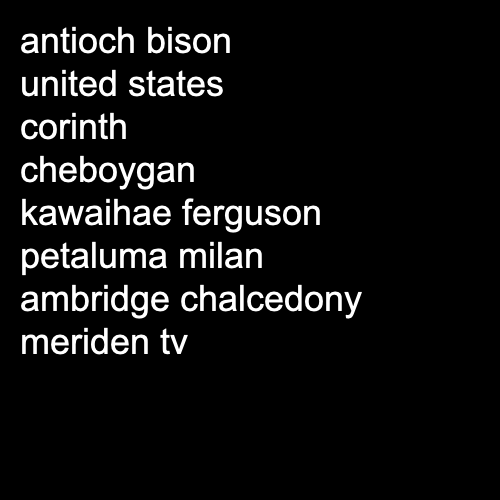 antioch bison
united states
corinth
cheboygan
kawaihae ferguson
petaluma milan
ambridge chalcedony
meriden tv